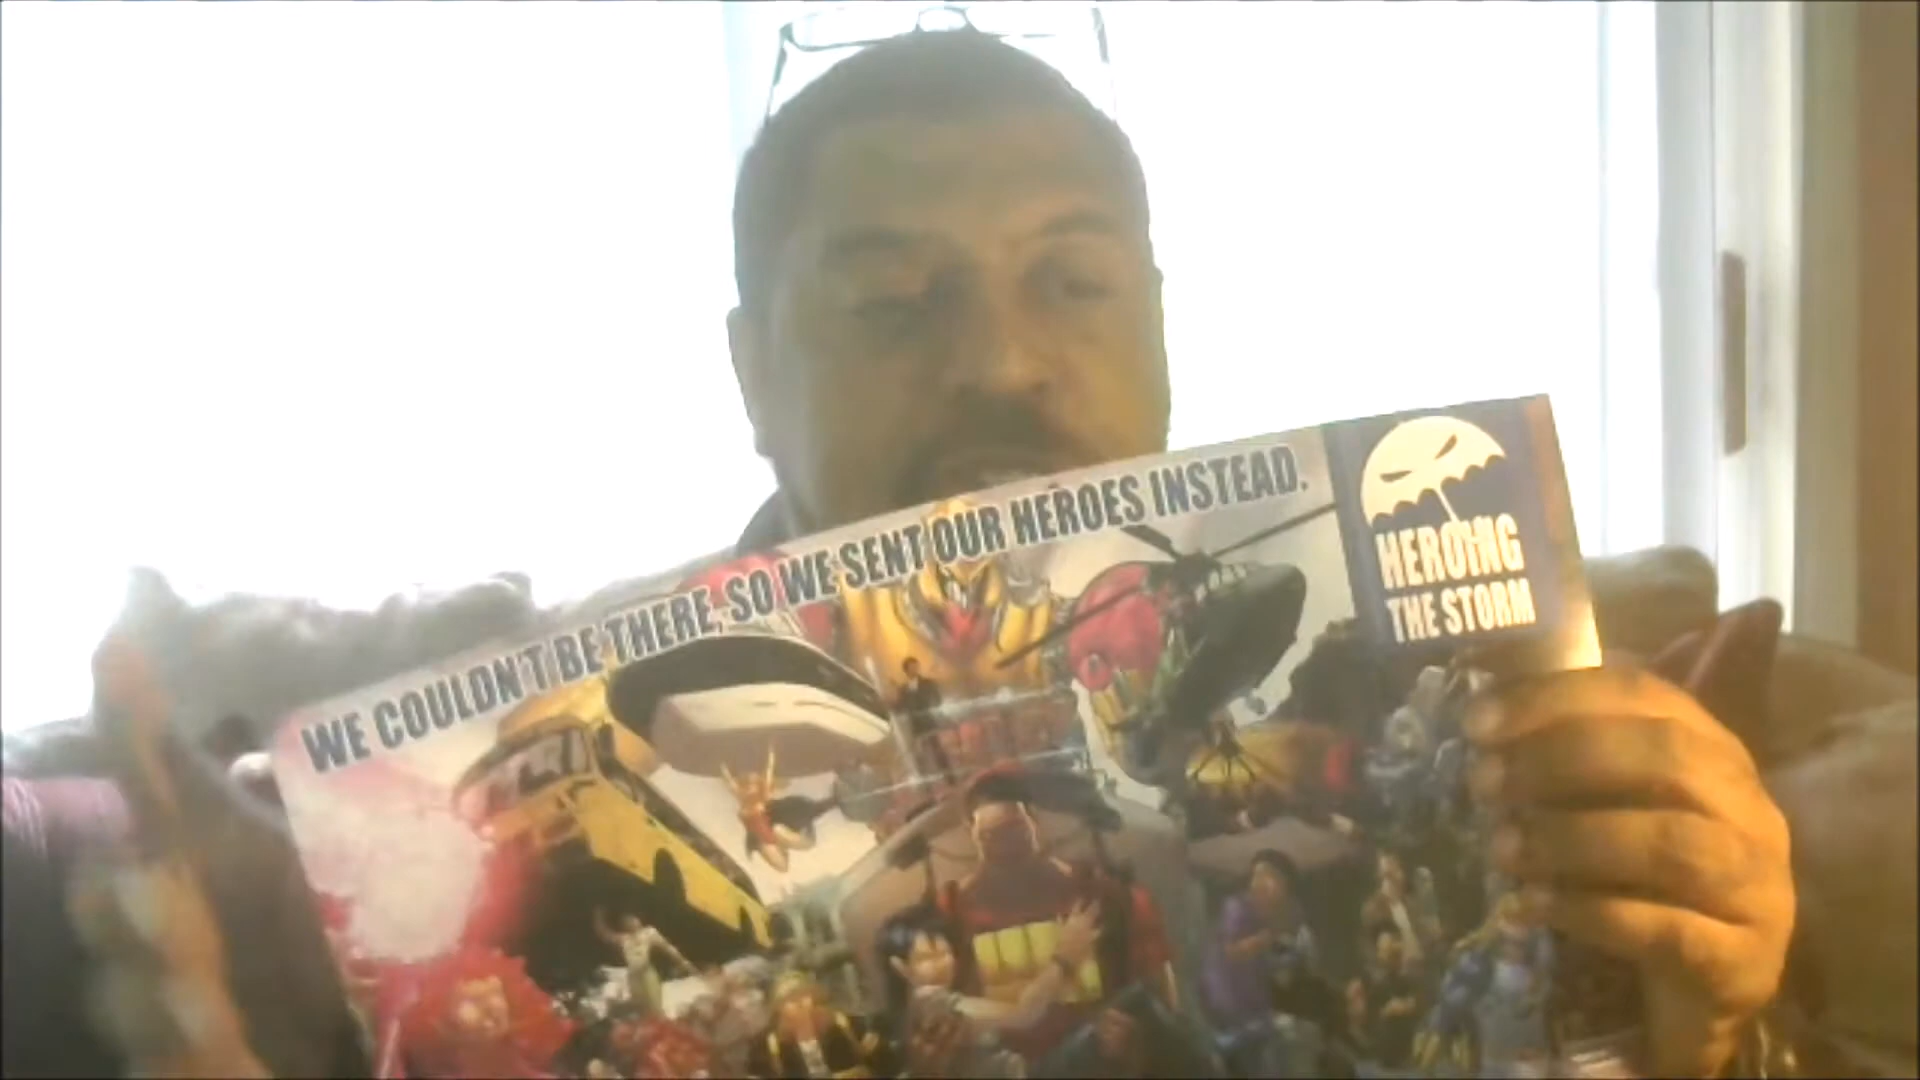 WE COULDN'T BE THERE, SO WE SENT OUR HEROES INSTEAD.
HEROING
THE STORM